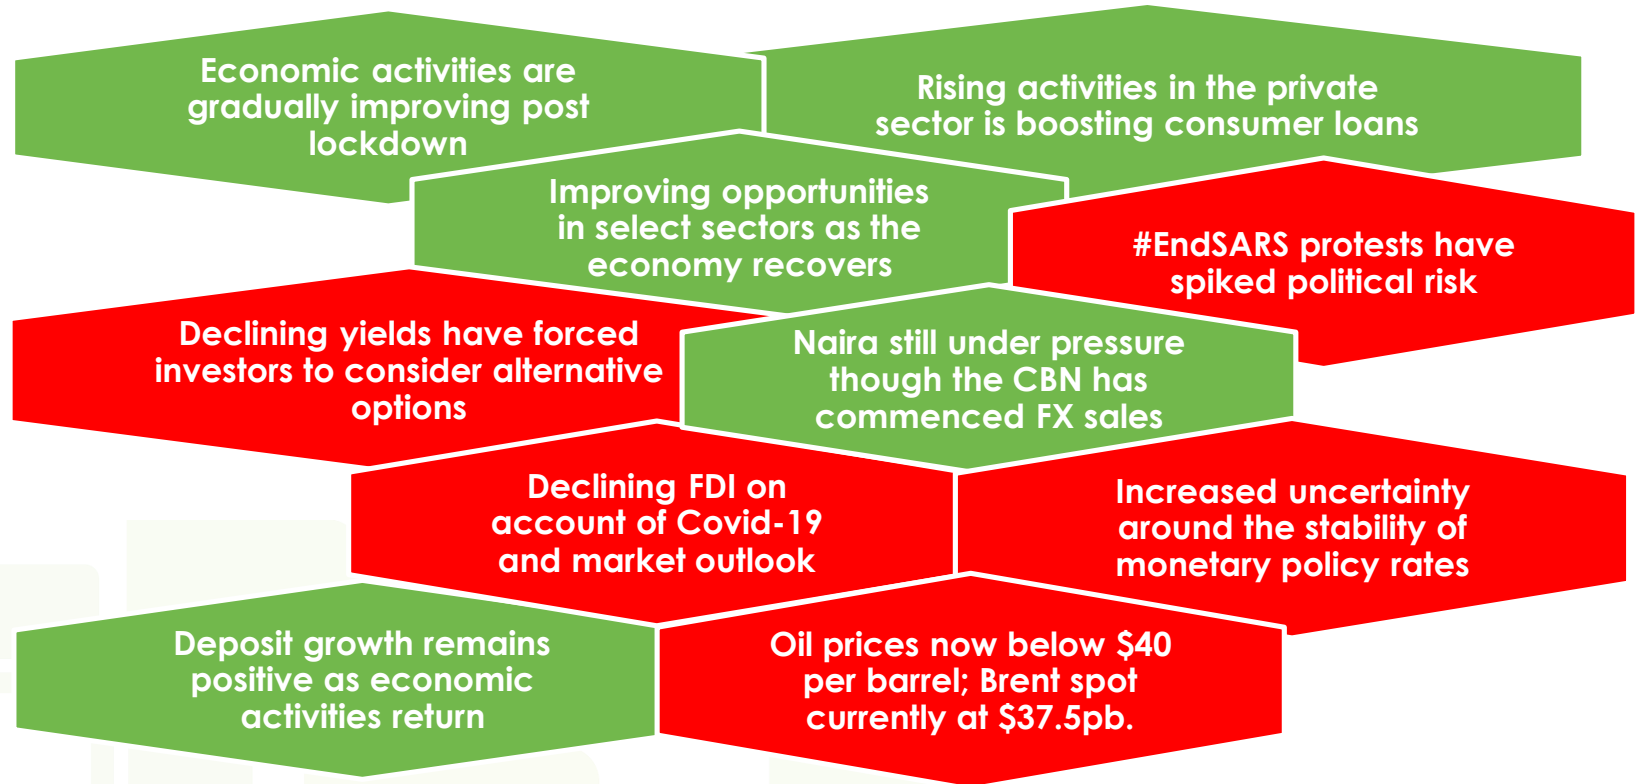 Economic activities are
gradually improving post
lockdown
Rising activities in the private
sector is boosting consumer loans
Improving opportunities
in select sectors as the
economy recovers
#EndSARS protests have
spiked political risk
Declining yields have forced
investors to consider alternative
options
Naira still under pressure
though the CBN has
commenced FX sales
Declining FDI on
account of Covid-19
and market outlook
Increased uncertainty
around the stability of
monetary policy rates
Deposit growth remains
positive as economic
activities return
Oil prices now below $40
per barrel; Brent spot
currently at $37.5pb.